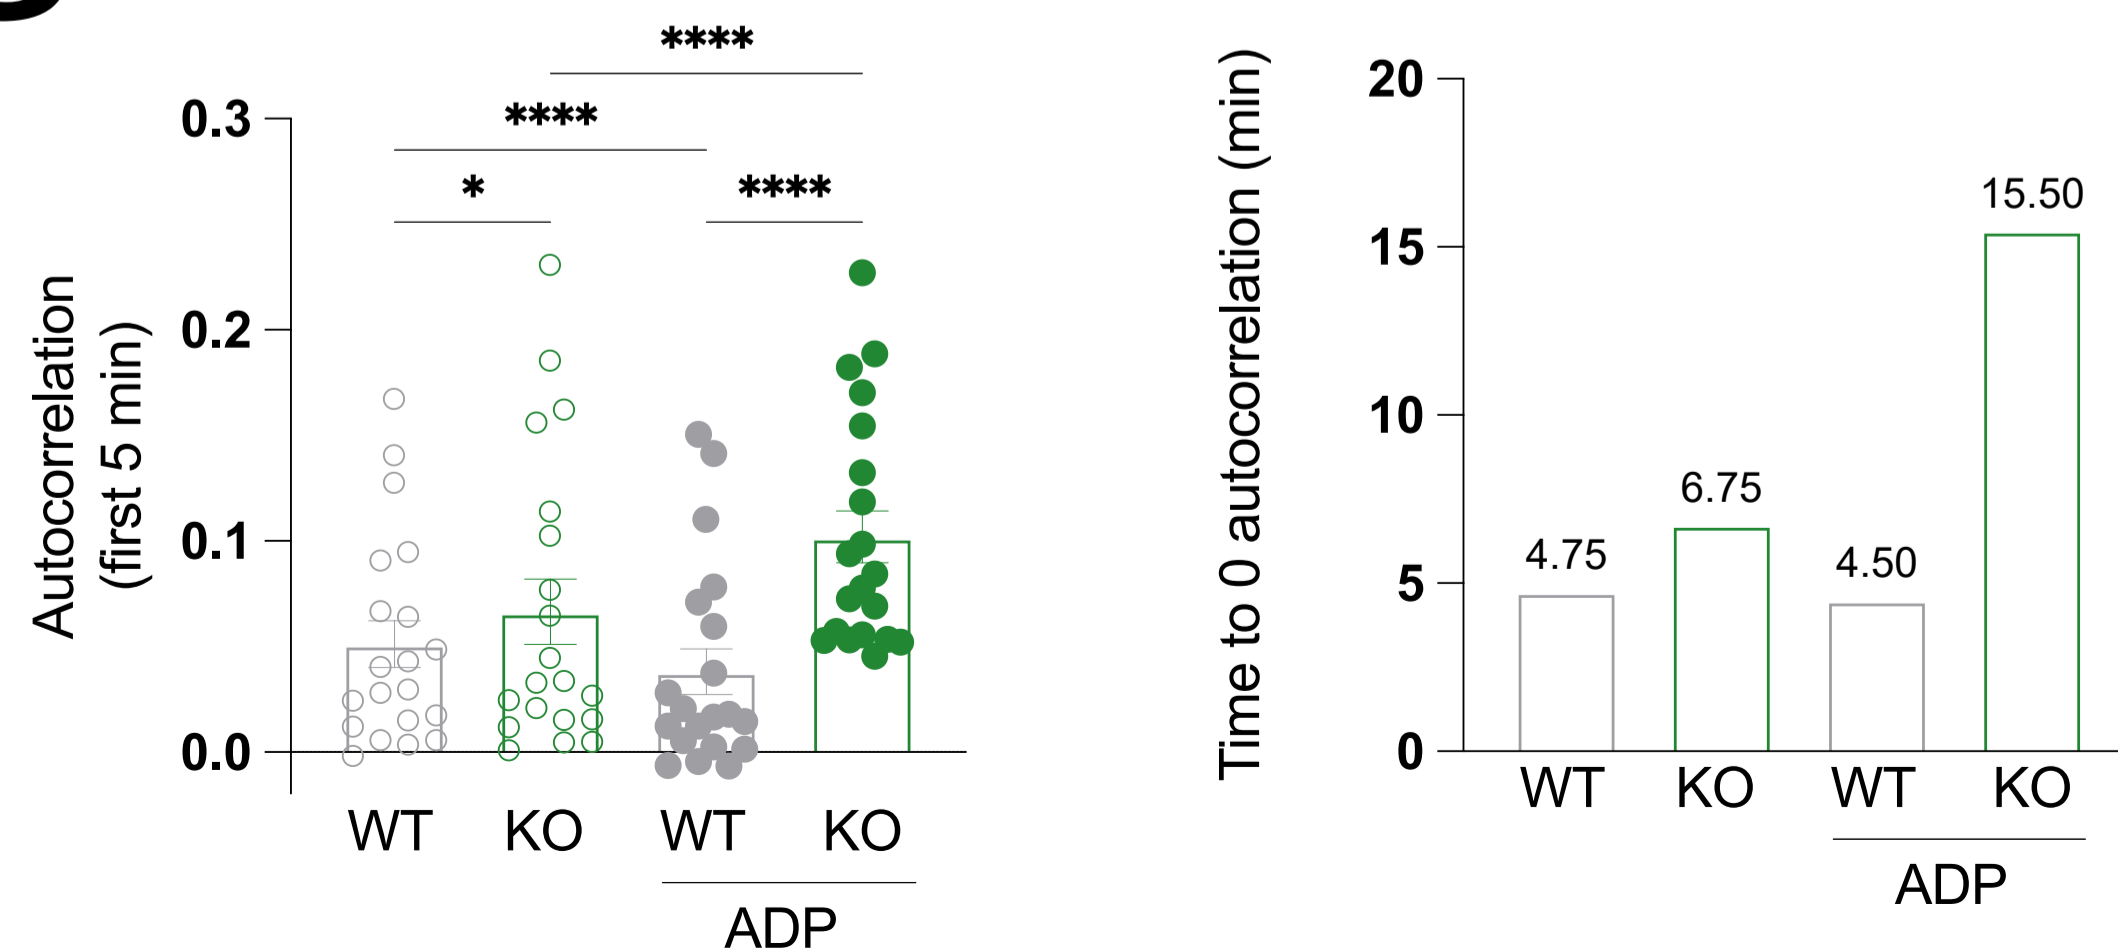 ****
****
*
****
0.3
0.2
0.1
0.0
Autocorrelation
(first 5 min)
WT KO WT KO
ADP
Time to 0 autocorrelation (min)
20
15
10
5
0
4.75
6.75
4.50
15.50
WT KO WT KO
ADP